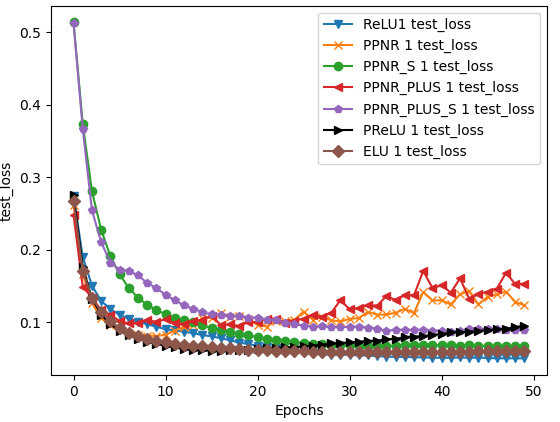 0.5
0.4
0.3
0.2
0.1
test_loss
0
10
20
30
40
50
Epochs
ReLU1 test_loss
PPNR 1 test_loss
PPNR_S 1 test_loss
PPNR_PLUS 1 test_loss
PPNR_PLUS_S 1 test_loss
PReLU 1 test_loss
ELU 1 test_loss